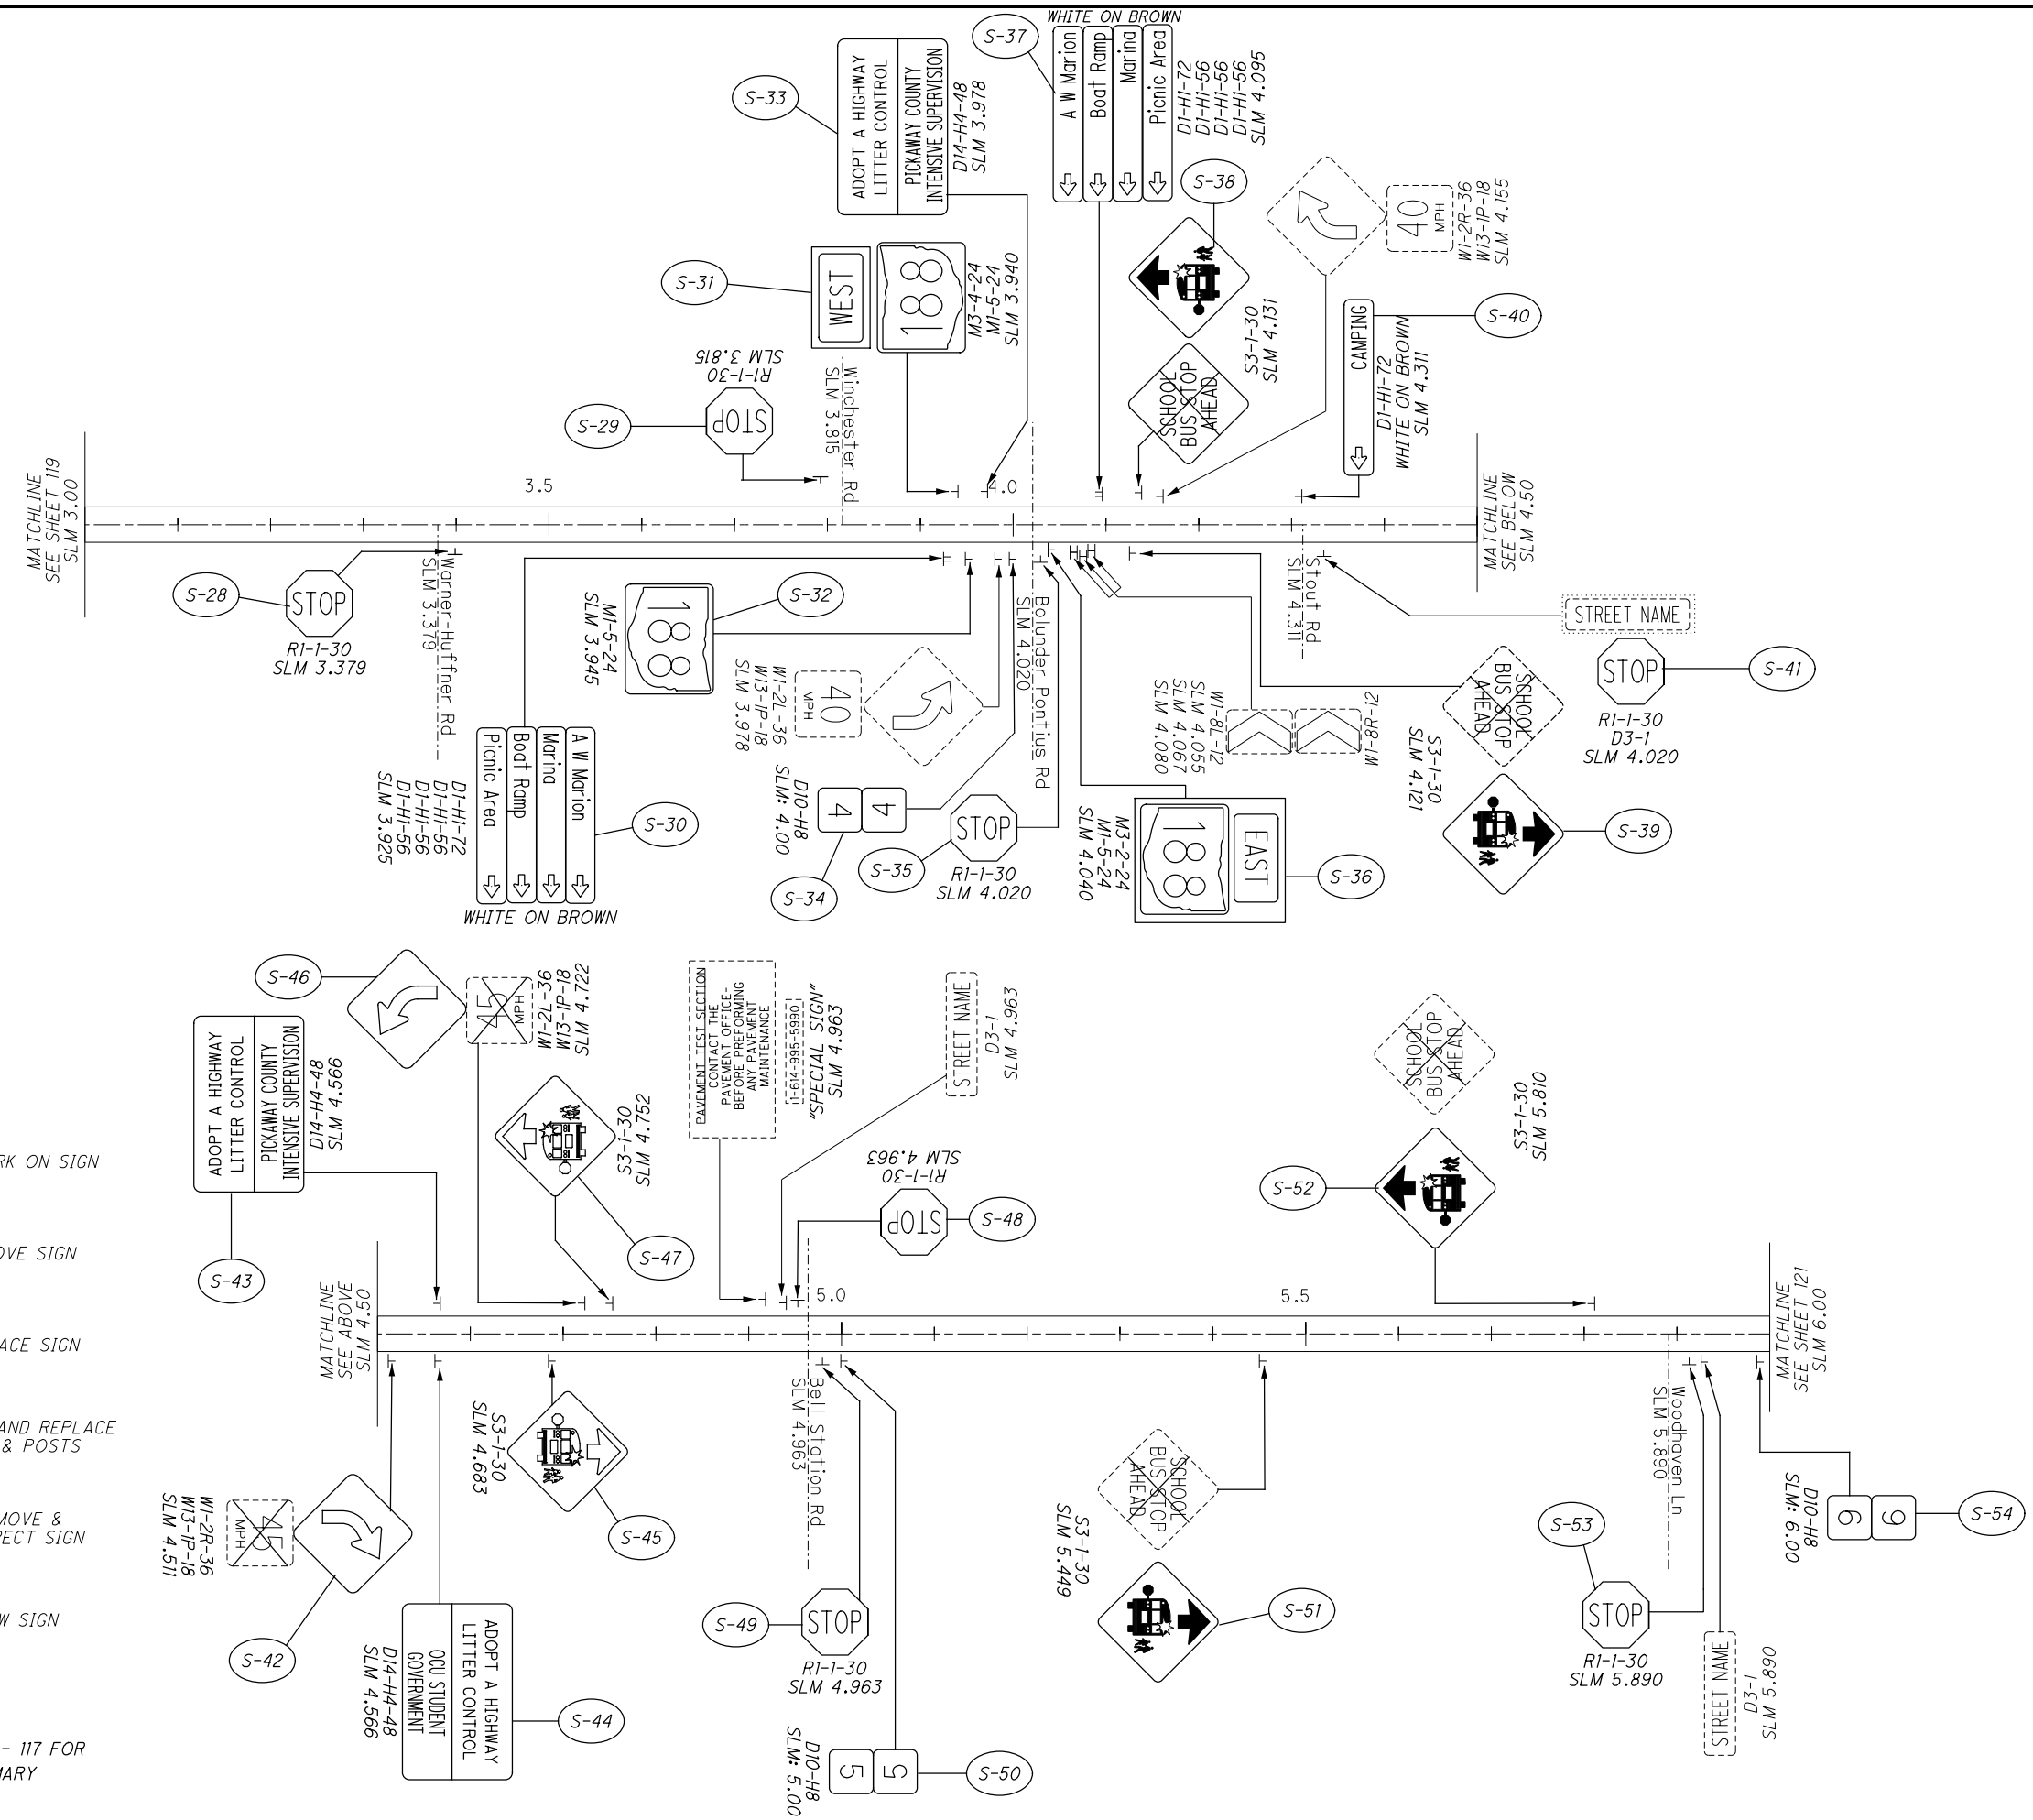 WHITE ON BROWN
S-37
A W Marion
Boat Ramp
Marina
Picnic Area
D1-H1-72
D1-H1-56
D1-H1-56
D1-H1-56
SLM 4.095
S-33
ADOPT A HIGHWAY
LITTER CONTROL
PICKAWAY COUNTY
INTENSIVE SUPERVISION
D14-H4-48
SLM 3.978
S-38
S3-1-30
SLM 4.131
SCHOOL
BUS STOP
AHEAD
40
MPH
W1-2R-36
W13-1P-18
SLM 4.155
S-31
WEST
188
M3-4-24
M1-5-24
SLM 3.940
S-40
CAMPING
D1-H1-72
WHITE ON BROWN
SLM 4.311
S-29
STOP
R1-1-30
SLM 3.815
Winchester Rd
SLM 3.815
MATCHLINE
SEE SHEET 119
SLM 3.00
3.5
4.0
MATCHLINE
SEE BELOW
SLM 4.50
S-28
STOP
R1-1-30
SLM 3.379
Warner-Huffner Rd
SLM 3.379
S-32
188
M1-5-24
SLM 3.945
40
MPH
W1-2L-36
W13-1P-18
SLM 3.978
Bolunder Pontius Rd
SLM 4.020
Stout Rd
SLM 4.311
STREET NAME
STOP
S-41
R1-1-30
D3-1
SLM 4.020
W1-8R-12
W1-8L-12
SLM 4.055
SLM 4.067
SLM 4.080
SCHOOL
BUS STOP
AHEAD
S3-1-30
SLM 4.121
S-39
A W Marion
Marina
Boat Ramp
Picnic Area
D1-H1-72
D1-H1-56
D1-H1-56
D1-H1-56
SLM 3.925
WHITE ON BROWN
S-30
4
4
D10-H8
SLM: 4.00
S-34
STOP
S-35
R1-1-30
SLM 4.020
EAST
188
M3-2-24
M1-5-24
SLM 4.040
S-36
S-46
45
MPH
W1-2L-36
W13-1P-18
SLM 4.722
ADOPT A HIGHWAY
LITTER CONTROL
PICKAWAY COUNTY
INTENSIVE SUPERVISION
D14-H4-48
SLM 4.566
S-43
S3-1-30
SLM 4.752
S-47
PAVEMENT TEST SECTION
CONTACT THE
PAVEMENT OFFICE-
BEFORE PREFORMING
ANY PAVEMENT
MAINTENANCE
1-614-995-5990
"SPECIAL SIGN"
SLM 4.963
STREET NAME
D3-1
SLM 4.963
STOP
S-48
R1-1-30
SLM 4.963
SCHOOL
BUS STOP
AHEAD
S3-1-30
SLM 5.810
S-52
MATCHLINE
SEE ABOVE
SLM 4.50
5.0
5.5
MATCHLINE
SEE SHEET 121
SLM 6.00
RK ON SIGN
OVE SIGN
ACE SIGN
AND REPLACE
& POSTS
MOVE &
RECT SIGN
W SIGN
- 117 FOR
MARY
45
MPH
W1-2R-36
W13-1P-18
SLM 4.511
S-42
S3-1-30
SLM 4.683
S-45
ADOPT A HIGHWAY
LITTER CONTROL
OCU STUDENT
GOVERNMENT
D14-H4-48
SLM 4.566
S-44
Bell Station Rd
SLM 4.963
S-49
STOP
R1-1-30
SLM 4.963
5
5
D10-H8
SLM: 5.00
S-50
SCHOOL
BUS STOP
AHEAD
S3-1-30
SLM 5.449
S-51
Woodhaven Ln
SLM 5.890
S-53
STOP
R1-1-30
SLM 5.890
STREET NAME
D3-1
SLM 5.890
6
6
D10-H8
SLM: 6.00
S-54